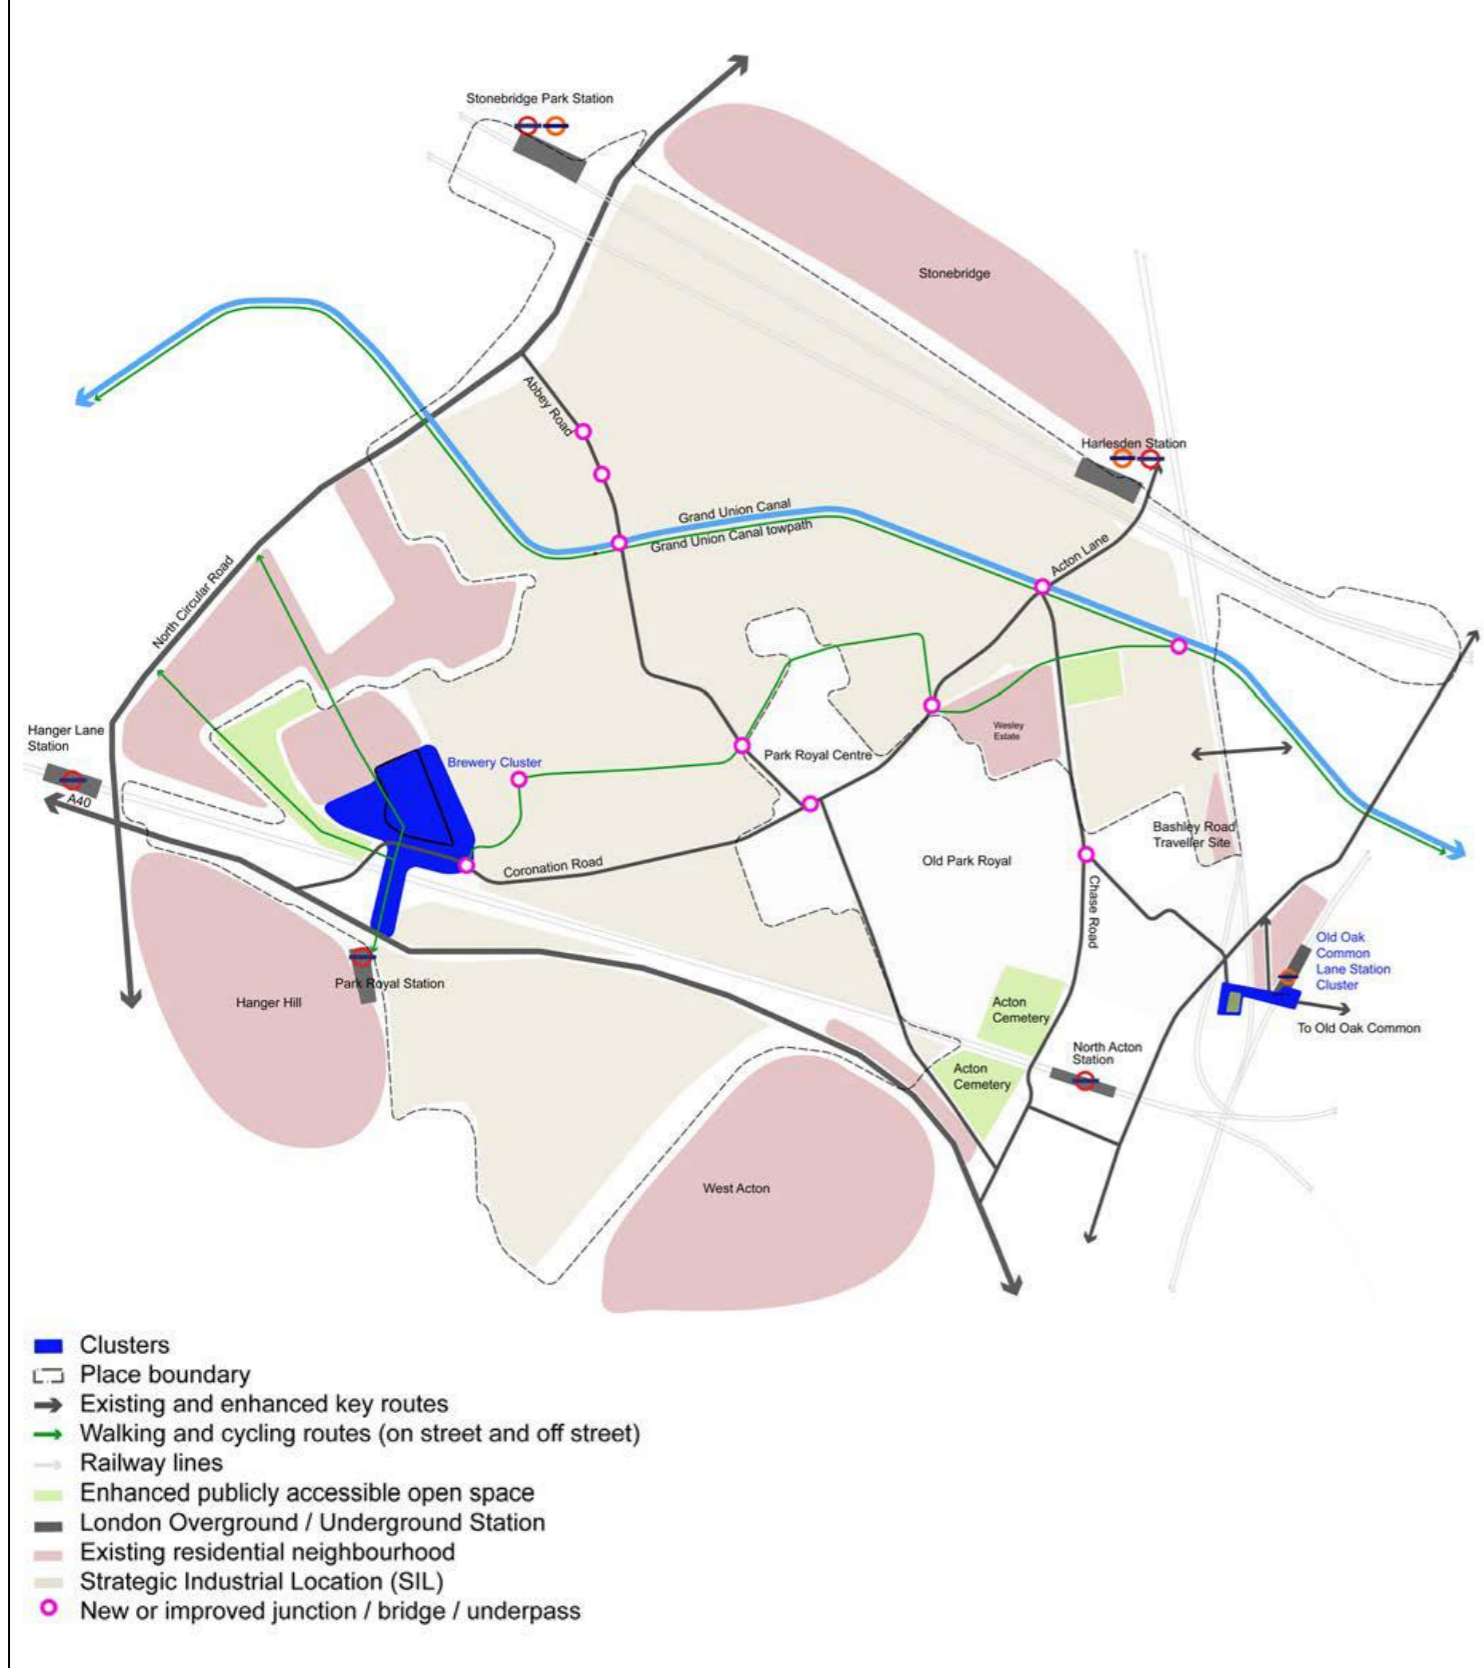 Stonebridge Park Station
Stonebridge
Abbey Road
Harlesden Station
Grand Union Canal
Grand Union Canal towpath
Acton Lane
North Circular Road
Hanger Lane
Station
A40
Brewery Cluster
Park Royal Centre
Wesley
Estate
Coronation Road
Old Park Royal
Bashley Road
Traveller Site
Chase Road
Old Oak
Common
Lane Station
Cluster
To Old Oak Common
Park Royal Station
Hanger Hill
Acton
Cemetery
North Acton
Station
Acton
Cemetery
West Acton
Clusters
Place boundary
Existing and enhanced key routes
Walking and cycling routes (on street and off street)
Railway lines
Enhanced publicly accessible open space
London Overground / Underground Station
Existing residential neighbourhood
Strategic Industrial Location (SIL)
New or improved junction / bridge / underpass